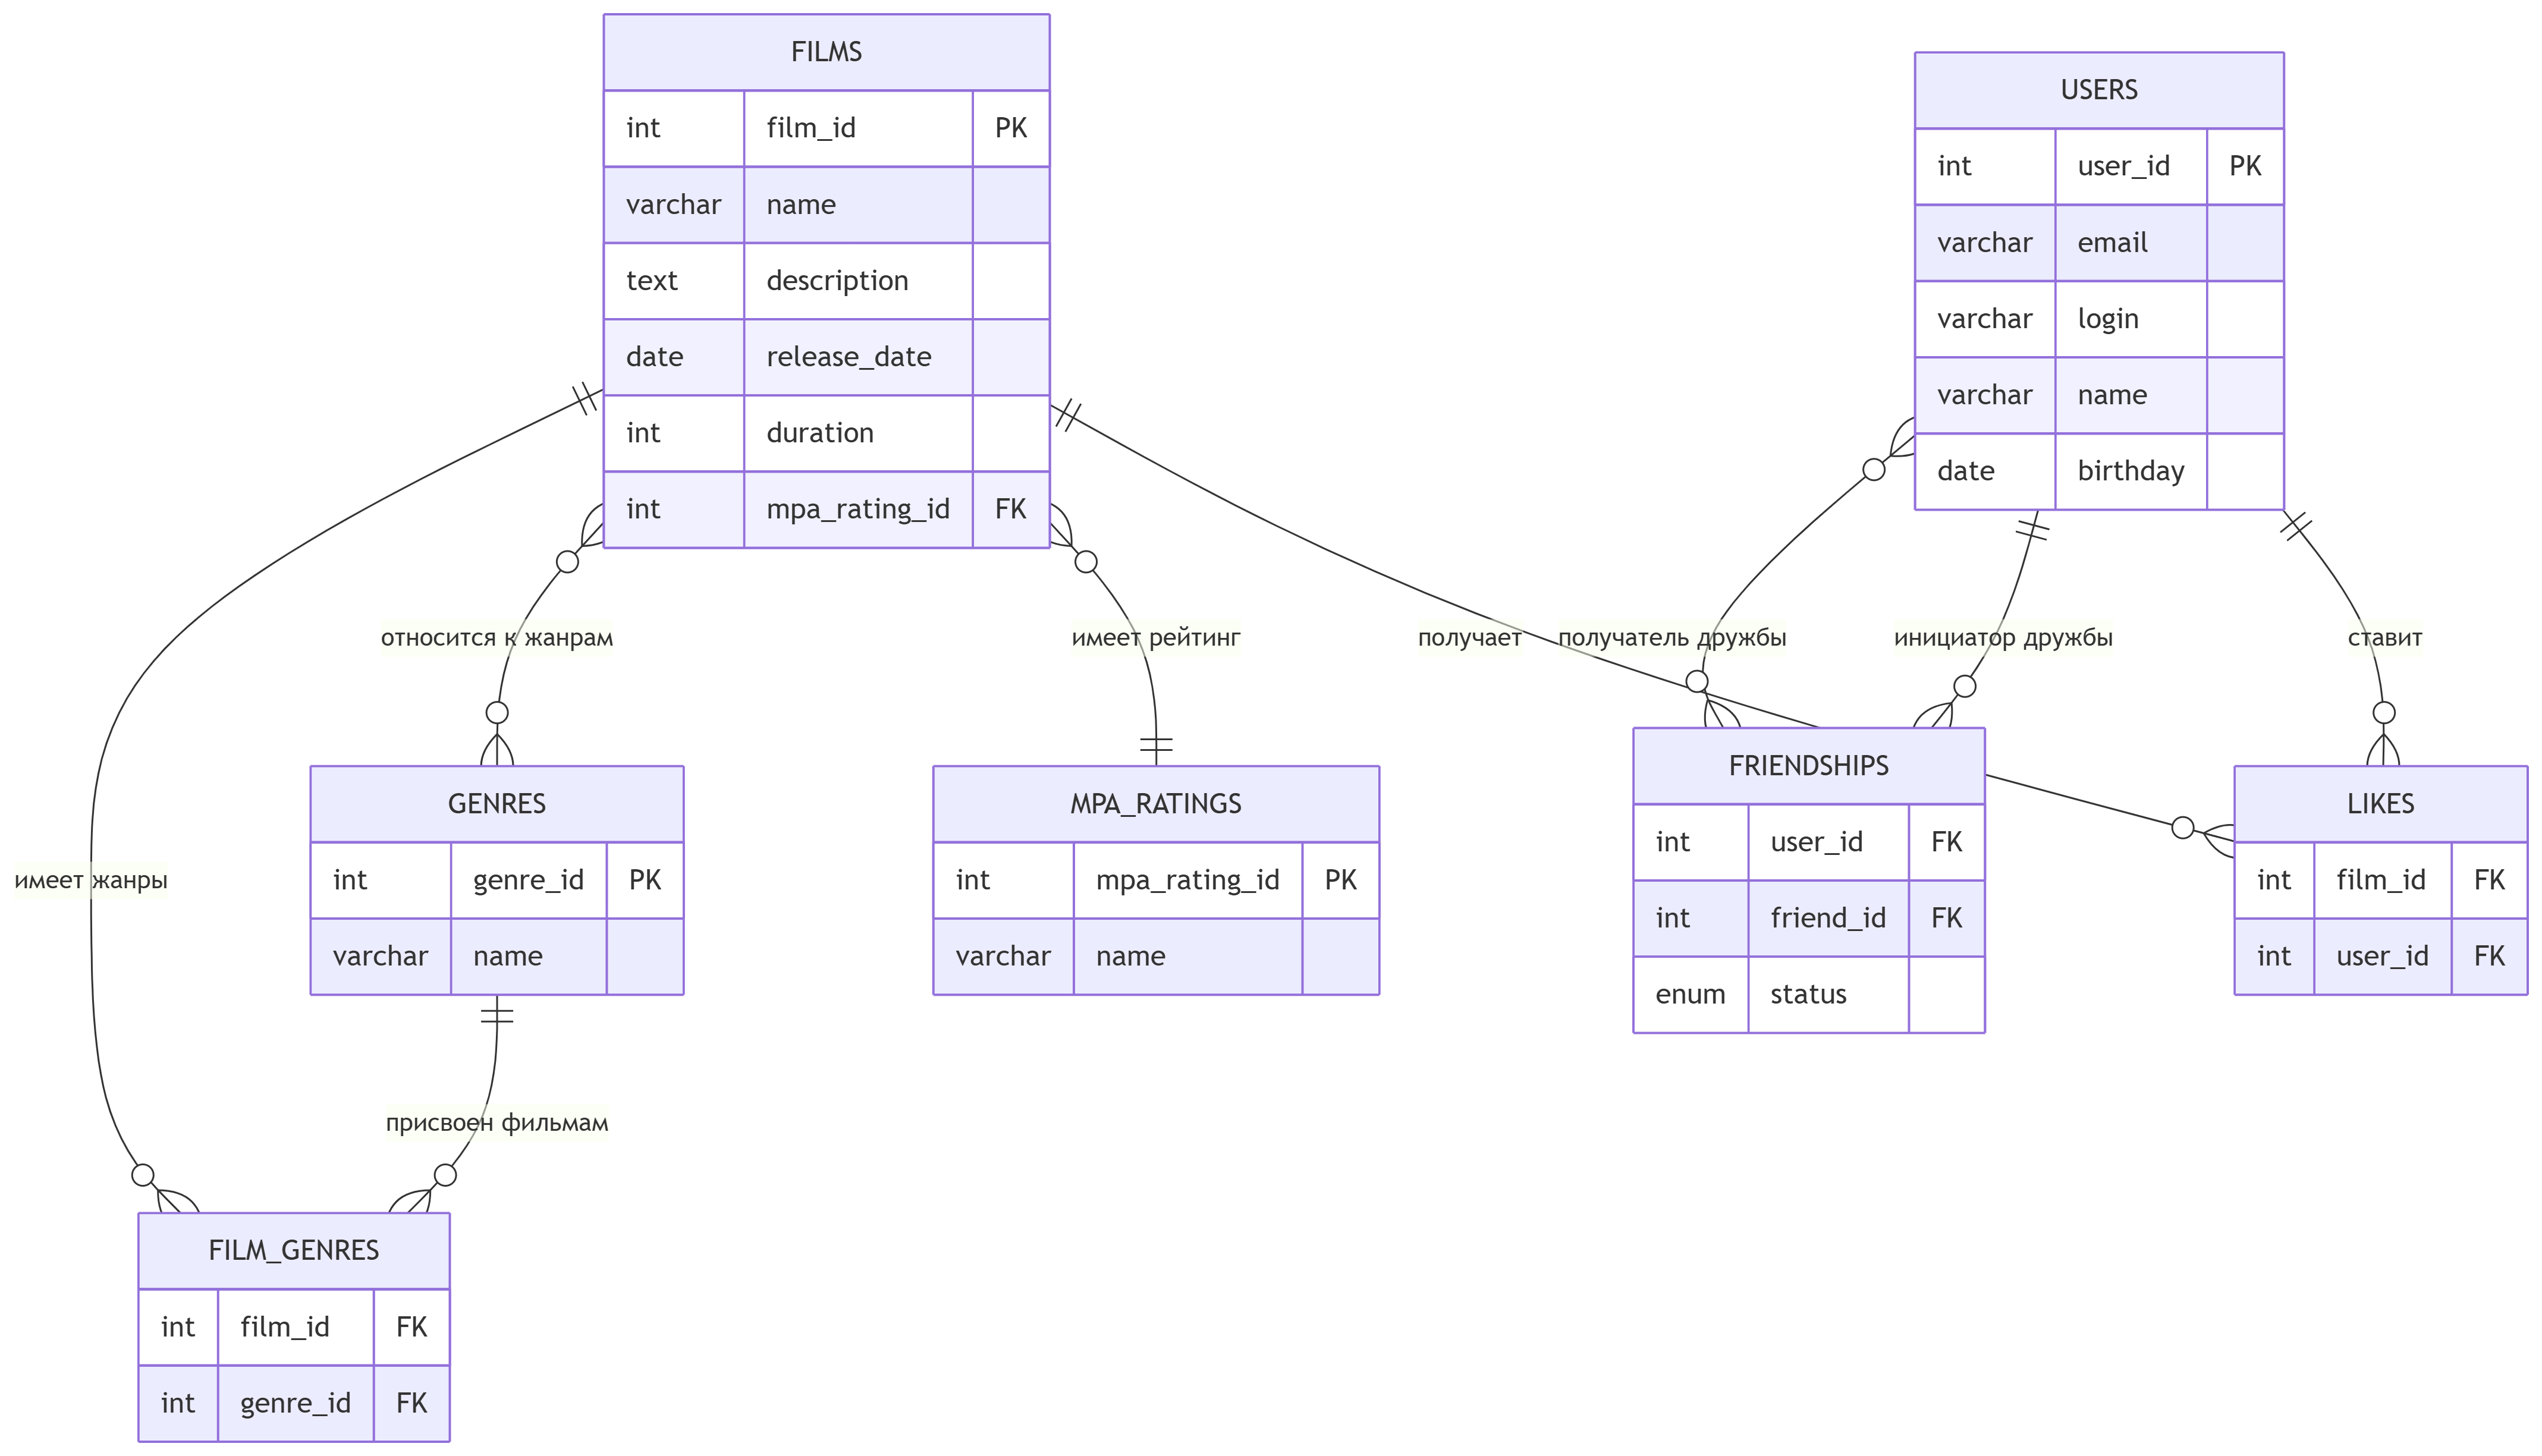 FILMS
int film_id PK
varchar name
text description
date release_date
int duration
int mpa_rating_id FK
USERS
int user_id PK
varchar email
varchar login
varchar name
date birthday
относится к жанрам
имеет рейтинг
получает
получатель дружбы
инициатор дружбы
ставит
имеет жанры
GENRES
int genre_id PK
varchar name
MPA_RATINGS
int mpa_rating_id PK
varchar name
FRIENDSHIPS
int user_id FK
int friend_id FK
enum status
LIKES
int film_id FK
int user_id FK
присвоен фильмам
FILM_GENRES
int film_id FK
int genre_id FK